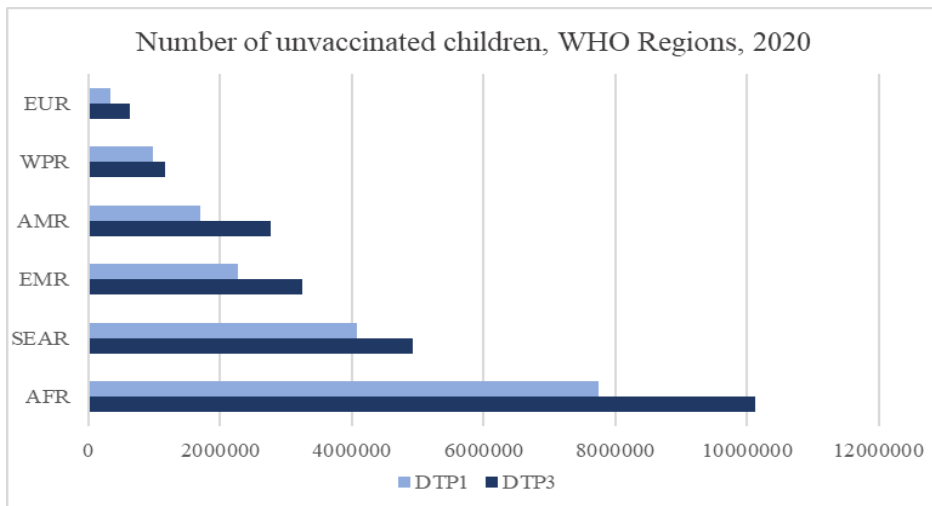 Number of unvaccinated children, WHO Regions, 2020
EUR
WPR
AMR
EMR
SEAR
AFR
0 2000000 4000000 6000000 8000000 10000000 12000000
DTP1 DTP3